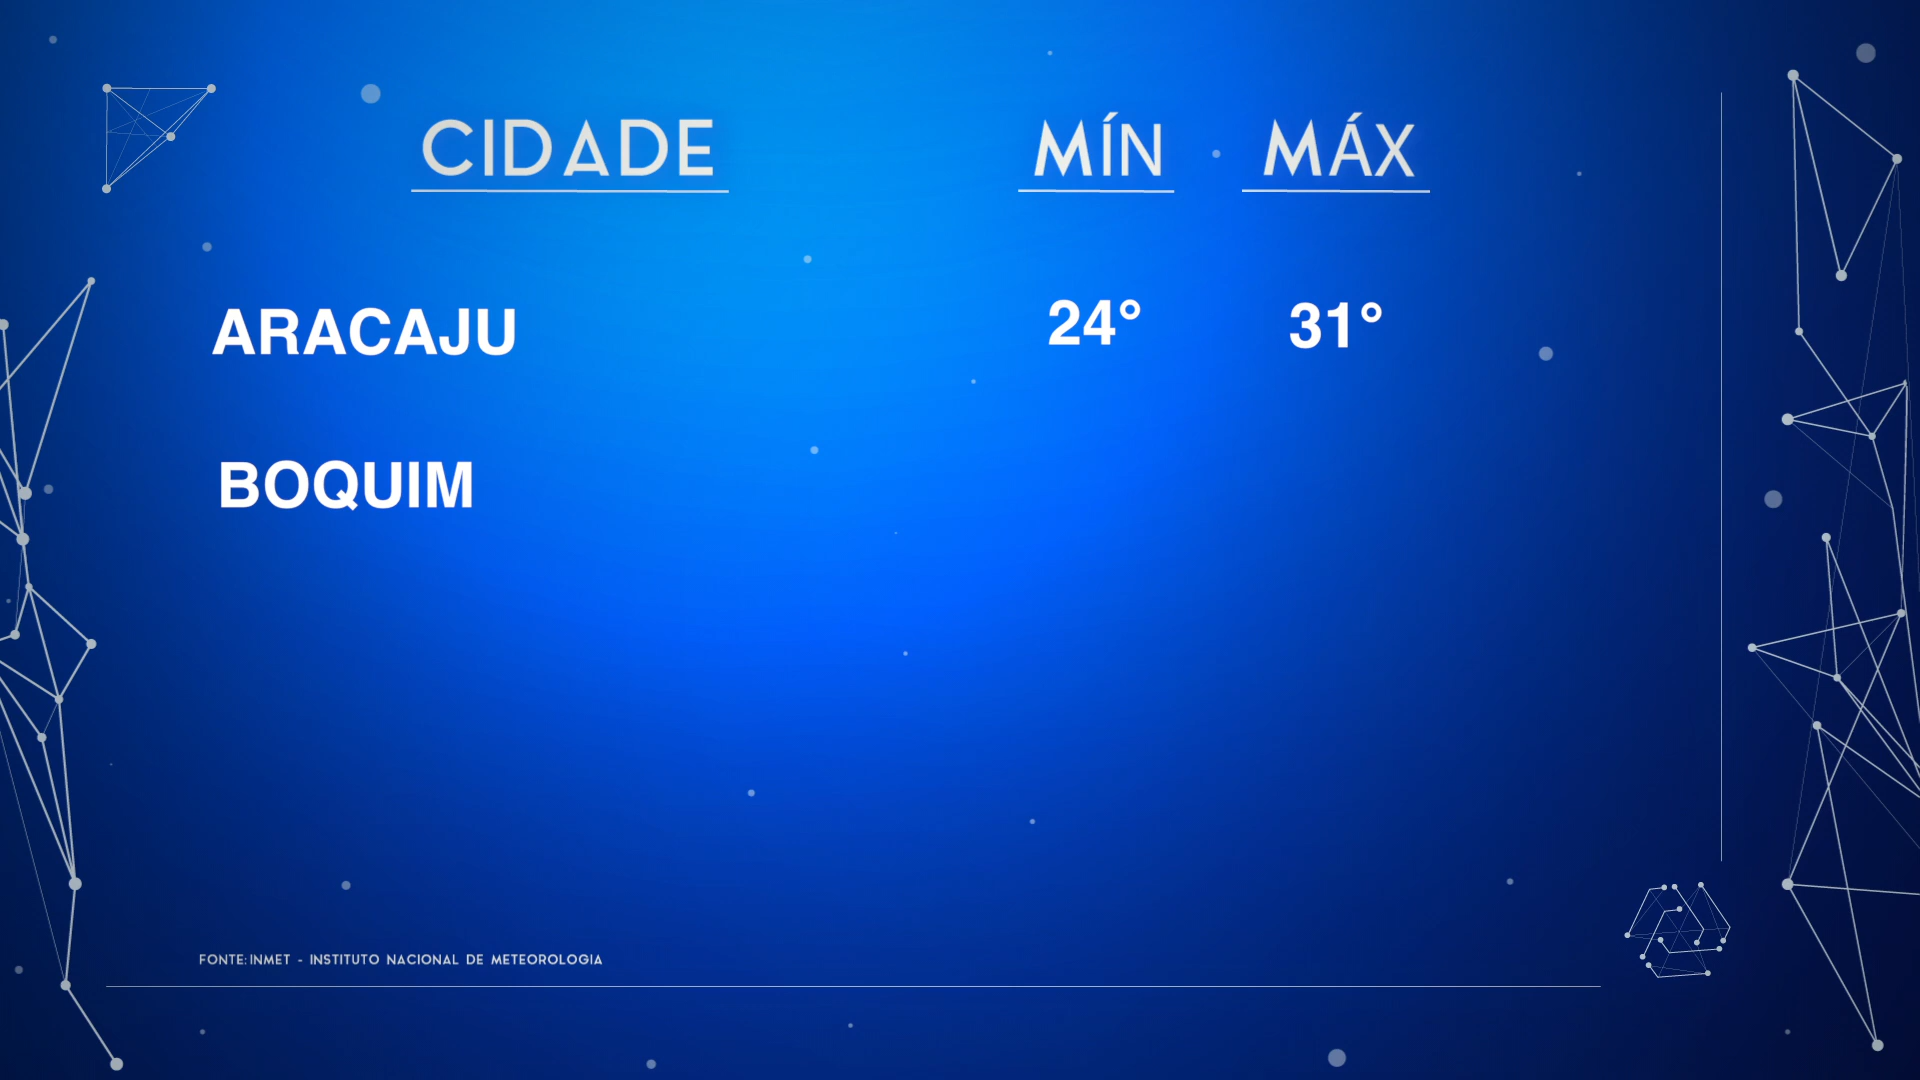 CIDADE MÍN MÁX
ARACAJU 24° 31°
BOQUIM
FONTE: INMET - INSTITUTO NACIONAL DE METEOROLOGIA